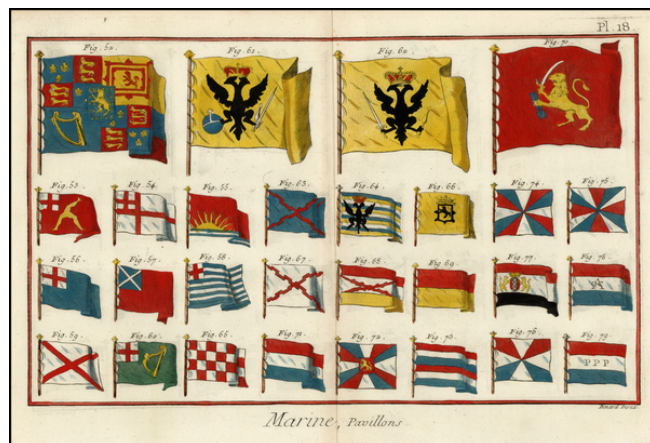 Pl. 18.
Fig. 52. Fig. 61. Fig. 62. Fig. 70.
Fig. 53. Fig. 54. Fig. 55. Fig. 63. Fig. 64. Fig. 66. Fig. 74. Fig. 75.
Fig. 56. Fig. 57. Fig. 58. Fig. 67. Fig. 68. Fig. 69. Fig. 77. Fig. 78.
Fig. 59. Fig. 60. Fig. 65. Fig. 71. Fig. 72. Fig. 73. Fig. 76. Fig. 79.
PPP
Marine, Pavillons.